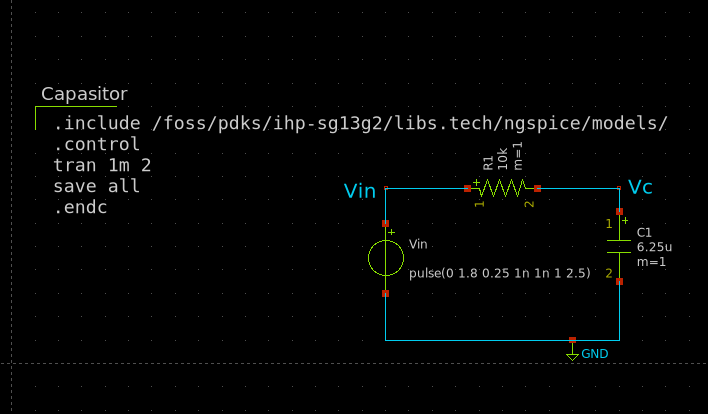 Capasitor
.include /foss/pdks/ihp-sg13g2/libs.tech/ngspice/models/
.control
tran 1m 2
save all
.endc
R1
10k
m=1
Vin
+
1
2
Vc
1
+
C1
6.25u
m=1
2
+
Vin
pulse(0 1.8 0.25 1n 1n 1 2.5)
GND